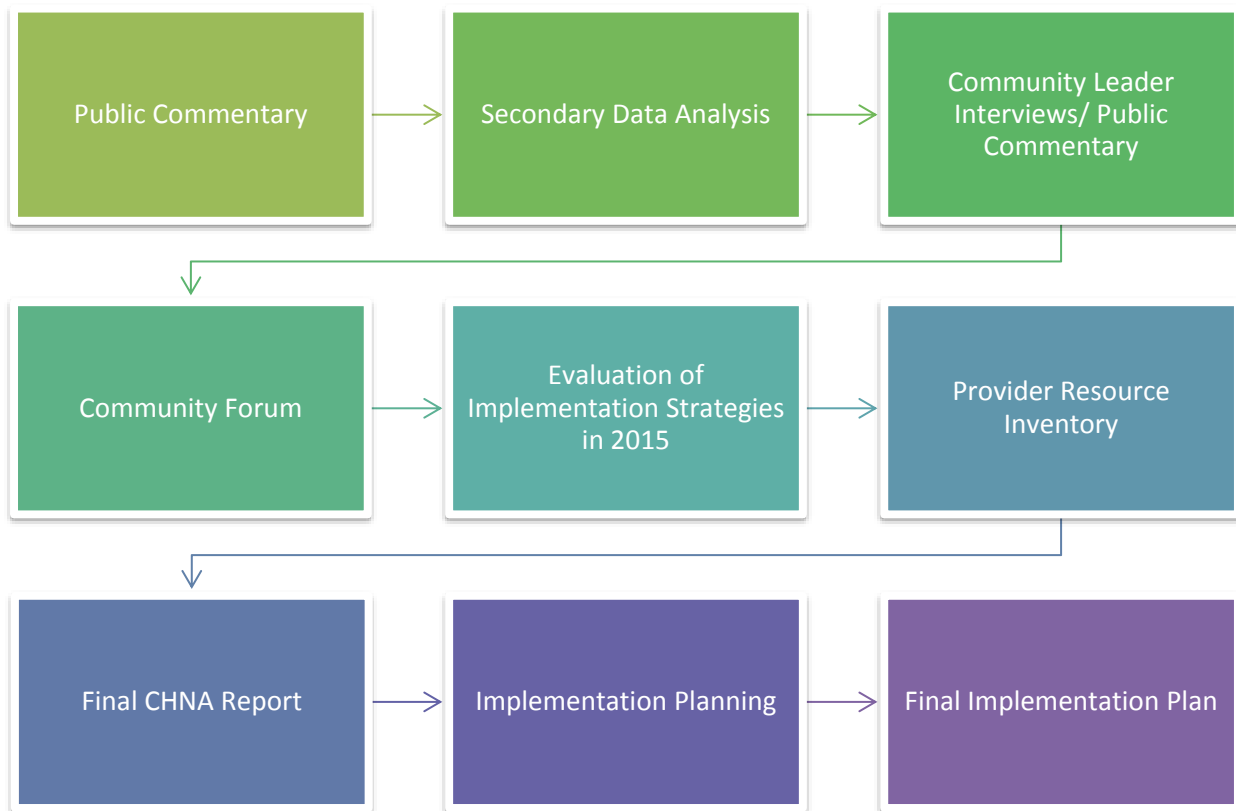 Public Commentary
Secondary Data Analysis
Community Leader
Interviews/ Public
Commentary
Community Forum
Evaluation of
Implementation Strategies
in 2015
Provider Resource
Inventory
Final CHNA Report
Implementation Planning
Final Implementation Plan